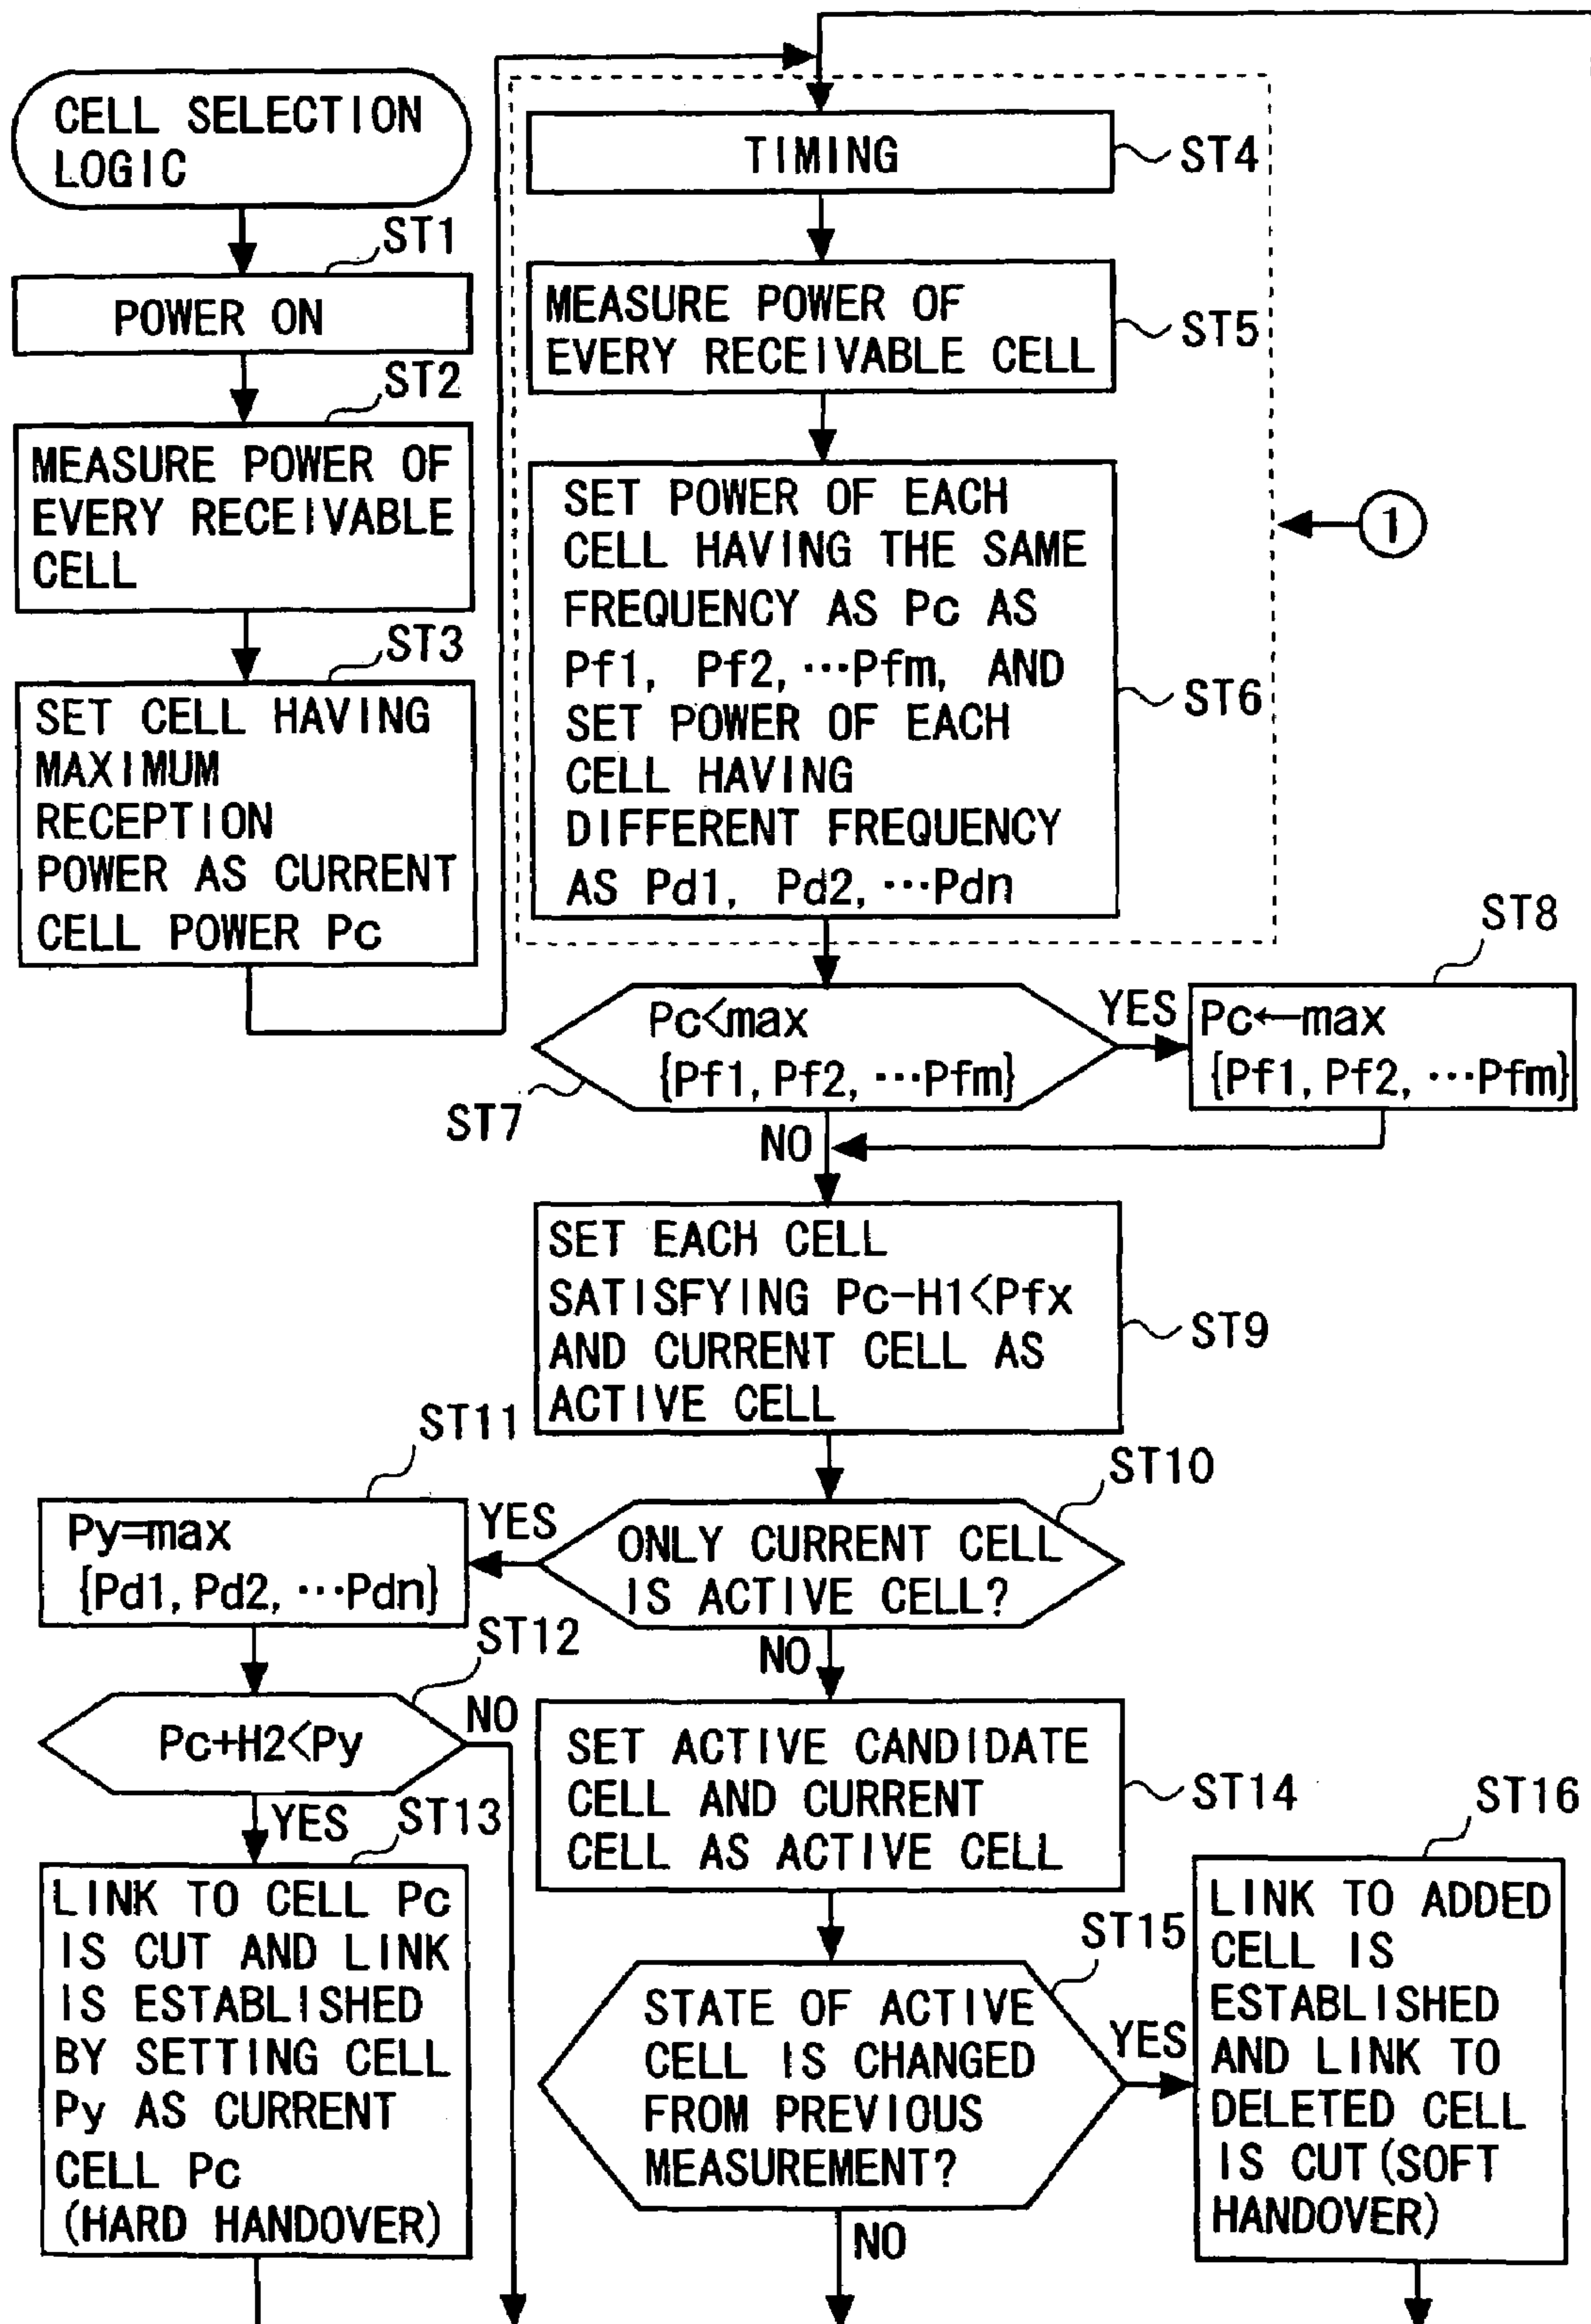 CELL SELECTION
LOGIC
ST1
POWER ON
ST2
MEASURE POWER OF
EVERY RECEIVABLE
CELL
ST3
SET CELL HAVING
MAXIMUM
RECEPTION
POWER AS CURRENT
CELL POWER Pc
TIMING
ST4
MEASURE POWER OF
EVERY RECEIVABLE CELL
ST5
SET POWER OF EACH
CELL HAVING THE SAME
FREQUENCY AS Pc AS
Pf1, Pf2, ···Pfm, AND
SET POWER OF EACH
CELL HAVING
DIFFERENT FREQUENCY
AS Pd1, Pd2, ···Pdn
ST6
1
Pc<max
{Pf1, Pf2, ···Pfm}
ST7
YES
NO
ST8
Pc←max
{Pf1, Pf2, ···Pfm}
SET EACH CELL
SATISFYING Pc-H1<Pfx
AND CURRENT CELL AS
ACTIVE CELL
ST9
ST10
ONLY CURRENT CELL
IS ACTIVE CELL?
YES
NO
ST11
Py=max
{Pd1, Pd2, ···Pdn}
ST12
Pc+H2<Py
NO
YES
ST13
LINK TO CELL Pc
IS CUT AND LINK
IS ESTABLISHED
BY SETTING CELL
Py AS CURRENT
CELL Pc
(HARD HANDOVER)
SET ACTIVE CANDIDATE
CELL AND CURRENT
CELL AS ACTIVE CELL
ST14
ST15
STATE OF ACTIVE
CELL IS CHANGED
FROM PREVIOUS
MEASUREMENT?
YES
NO
ST16
LINK TO ADDED
CELL IS
ESTABLISHED
AND LINK TO
DELETED CELL
IS CUT(SOFT
HANDOVER)